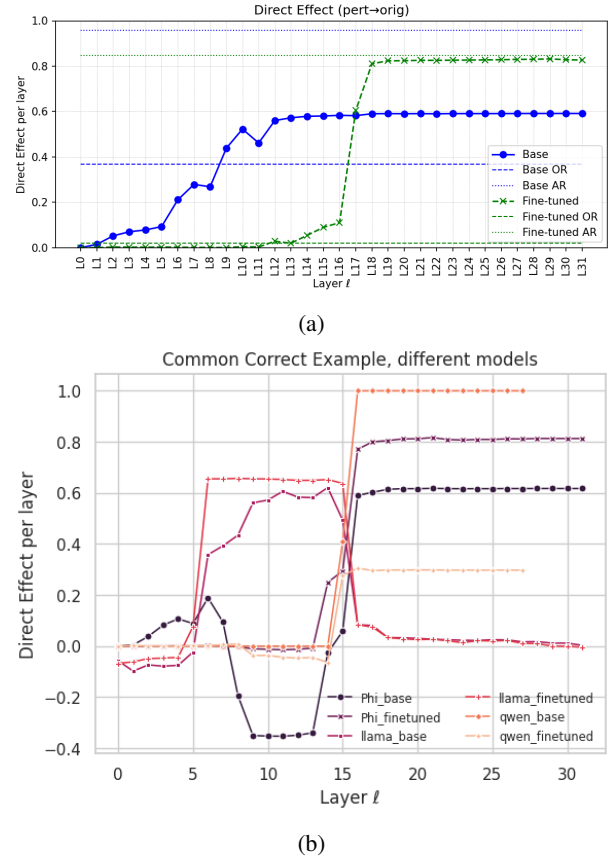 Direct Effect (pert→orig)
Direct Effect per layer
1.0
0.8
0.6
0.4
0.2
0.0
Base
Base OR
Base AR
Fine-tuned
Fine-tuned OR
Fine-tuned AR
L0 L1 L2 L3 L4 L5 L6 L7 L8 L9 L10 L11 L12 L13 L14 L15 L16 L17 L18 L19 L20 L21 L22 L23 L24 L25 L26 L27 L28 L29 L30 L31
Layer ℓ
(a)
Common Correct Example, different models
Direct Effect per layer
1.0
0.8
0.6
0.4
0.2
0.0
−0.2
−0.4
Phi_base
Phi_finetuned
llama_base
llama_finetuned
qwen_base
qwen_finetuned
0 5 10 15 20 25 30
Layer ℓ
(b)